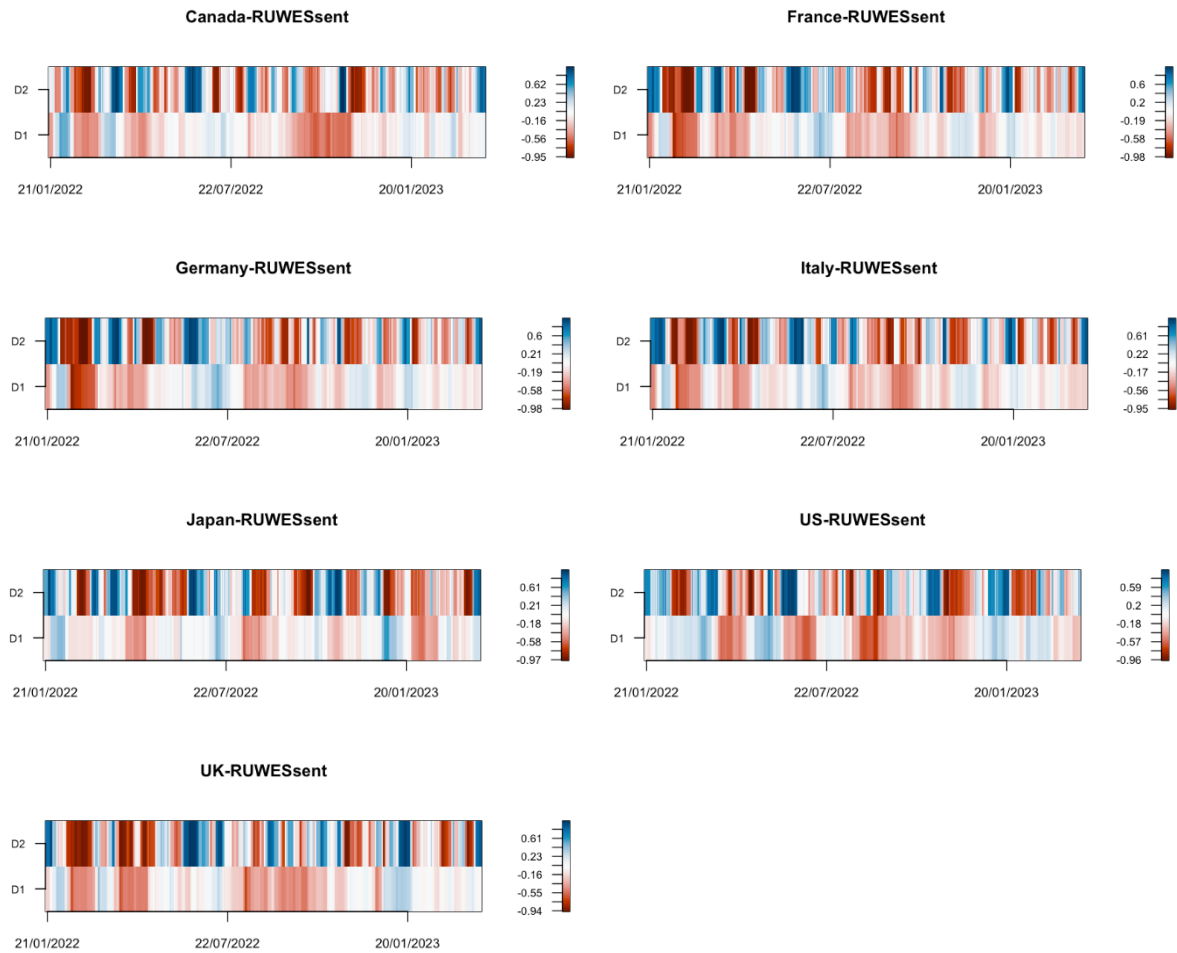 Canada-RUWESsent
D2
D1
0.62
0.23
-0.16
-0.56
-0.95
21/01/2022 22/07/2022 20/01/2023
France-RUWESsent
D2
D1
0.6
0.2
-0.19
-0.58
-0.98
21/01/2022 22/07/2022 20/01/2023
Germany-RUWESsent
D2
D1
0.6
0.21
-0.19
-0.58
-0.98
21/01/2022 22/07/2022 20/01/2023
Italy-RUWESsent
D2
D1
0.6
0.21
-0.17
-0.56
-0.95
21/01/2022 22/07/2022 20/01/2023
Japan-RUWESsent
D2
D1
0.61
0.21
-0.18
-0.58
-0.97
21/01/2022 22/07/2022 20/01/2023
US-RUWESsent
D2
D1
0.59
0.2
-0.18
-0.57
-0.96
21/01/2022 22/07/2022 20/01/2023
UK-RUWESsent
D2
D1
0.61
0.23
-0.16
-0.55
-0.94
21/01/2022 22/07/2022 20/01/2023